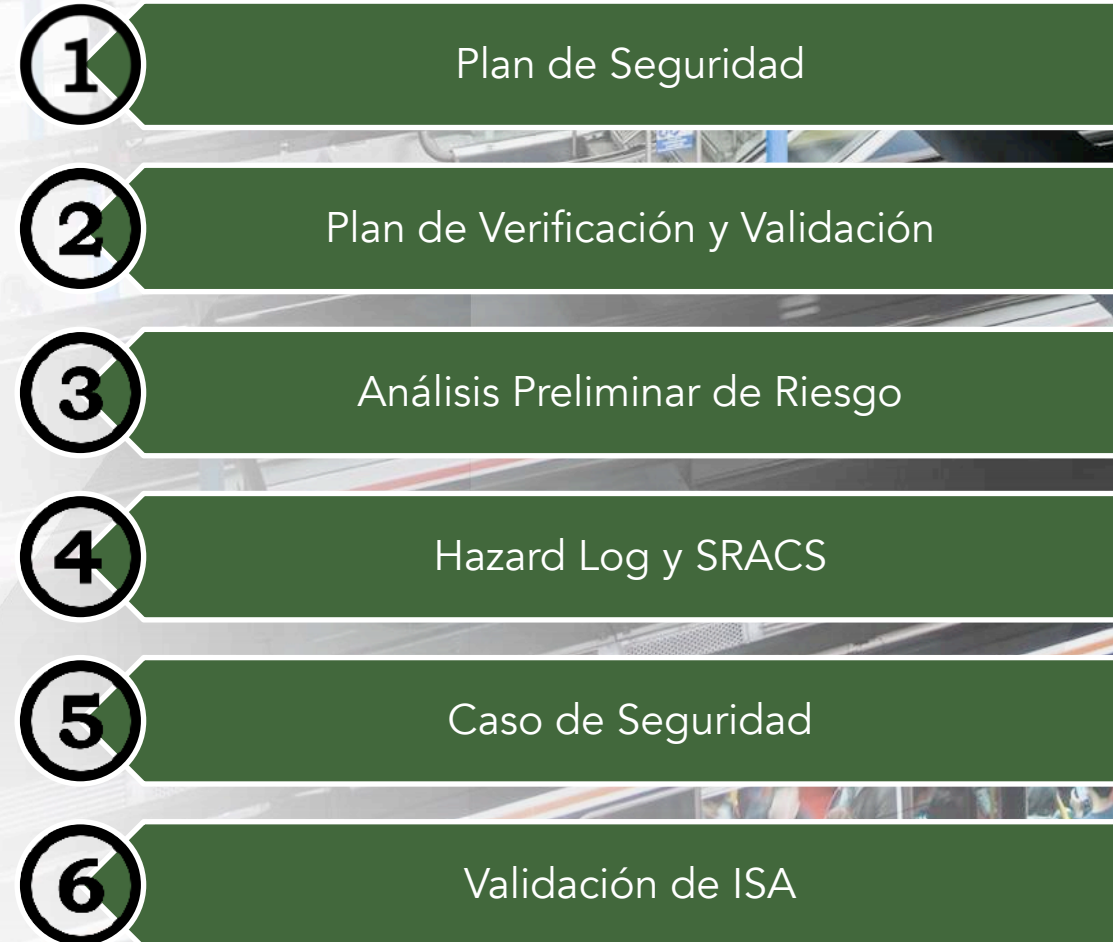 1
Plan de Seguridad
2
Plan de Verificación y Validación
3
Análisis Preliminar de Riesgo
4
Hazard Log y SRACS
5
Caso de Seguridad
6
Validación de ISA